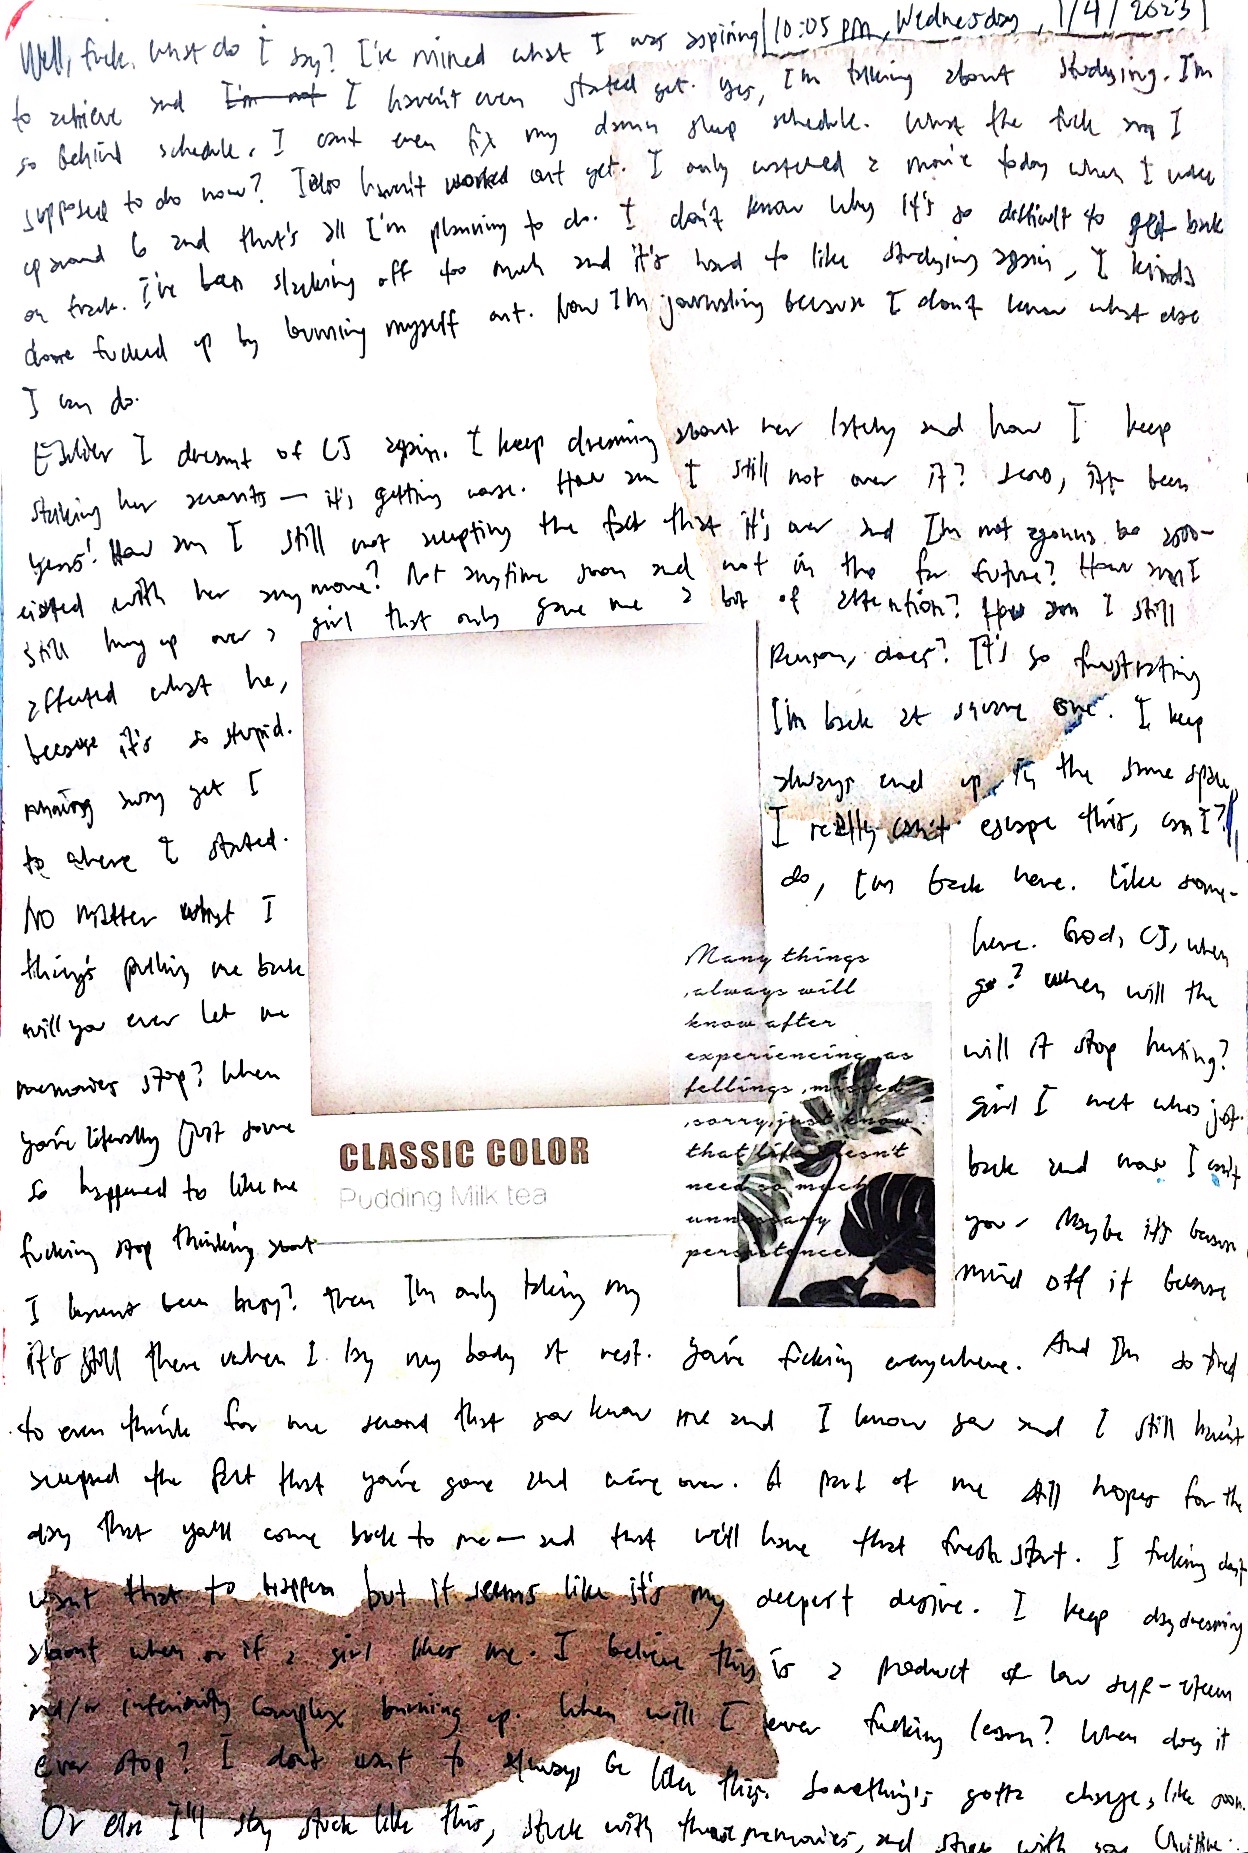 10:05 pm, Wednesday, 1/4/2023
Well, fuck. What do I say? I've ruined what I was aspiring
to achieve and I'm not I haven't even started yet. Yes, I'm talking about studying. I'm
so behind schedule. I can't even fix my damn sleep schedule. What the fuck am I
supposed to do now? I also haven't worked out yet. I only watched a movie today when I woke
up around 6 and that's all I'm planning to do. I don't know why it's so difficult to get back
on track. I've been slacking off too much and it's hard to like studying again, I kinda
done fucked up by burning myself out. Now I'm journaling because I don't know what else
I can do.
Earlier I dreamt of CJ again. I keep dreaming about her lately and how I keep
stalking her accounts — it's getting worse. How am I still not over it? been
years! How am I still not accepting the fact that it's over and I'm not gonna be asso-
ciated with her anymore? Not anytime soon and not in the far future? How am I
still hung up over a girl that only gave me a bit of attention? How am I still
affected what he, Runson, does? It's so frustrating
because it's so stupid. I'm back at square one. I keep
running away yet I always end up in the same space,
to where I started. I really can't escape this, can I?
No matter what I do, I'm back here. Like some-
thing's pulling me back here. God, CJ, when
will you ever let me go? When will the
memories stop? When will it stop hurting?
You're literally just some girl I met who just
so happened to like me back and now I can't
fucking stop thinking about you. Maybe it's because
I haven't been busy? Then I'm only taking my mind off it because
it's still there when I lay my body at rest. You're fucking everywhere. And I'm so tired
to even think for one second that you know me and I know you and I still haven't
accepted the fact that you're gone and we're over. A part of me still hopes for the
day that you'll come back to me — and that we'll have that fresh start. I fucking don't
want that to happen but it seems like it's my deepest desire. I keep daydreaming
about when or if a girl likes me. I believe this is a product of low self-esteem
and/or inferiority complex burning up. When will I ever fucking learn? When does it
ever stop? I don't want to always be like this. Something's gotta change, like soon.
Or else I'll stay stuck like this, stuck with those memories, and stuck with you
Many things
,always will
know after
experiencing,as
fellings ,missed
,sorry,just know
that life doesn't
need so much
unnessary
persistence
CLASSIC COLOR
Pudding Milk tea